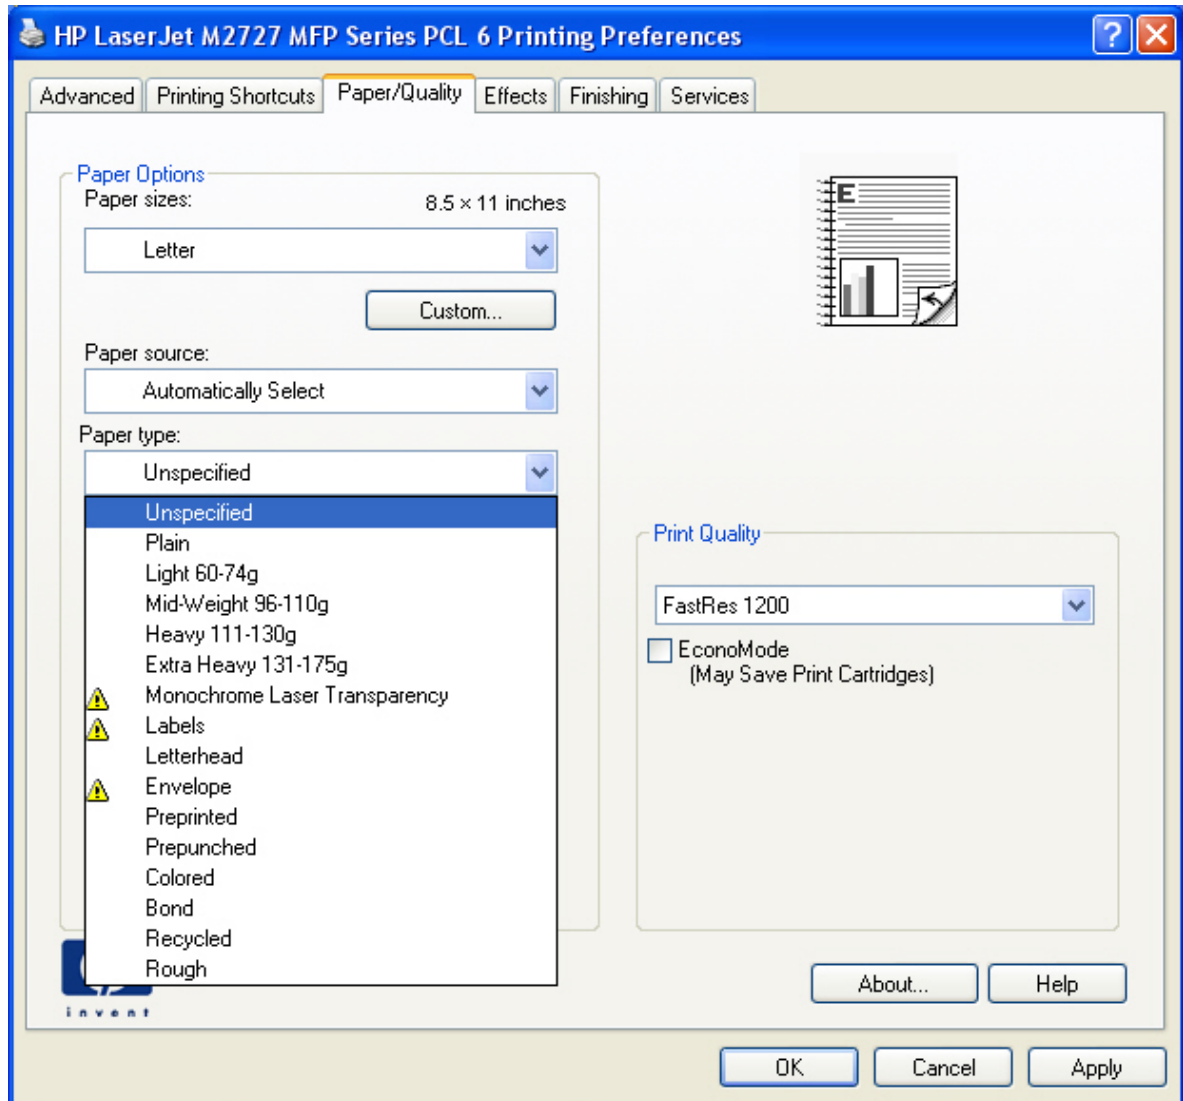 HP LaserJet M2727 MFP Series PCL 6 Printing Preferences
Advanced Printing Shortcuts Paper/Quality Effects Finishing Services
Paper Options
Paper sizes: 8.5 × 11 inches
Letter
Custom...
Paper source:
Automatically Select
Paper type:
Unspecified
Unspecified
Plain
Light 60-74g
Mid-Weight 96-110g
Heavy 111-130g
Extra Heavy 131-175g
Monochrome Laser Transparency
Labels
Letterhead
Envelope
Preprinted
Prepunched
Colored
Bond
Recycled
Rough
E
Print Quality
FastRes 1200
EconoMode
(May Save Print Cartridges)
invent
About... Help
OK Cancel Apply